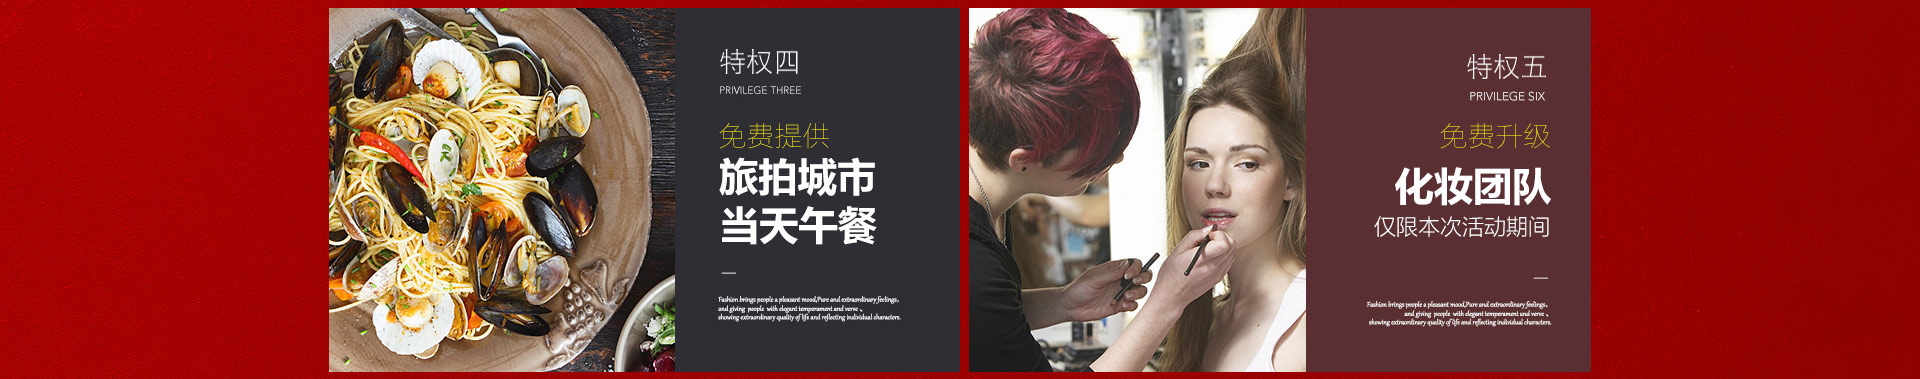 特权四
PRIVILEGE THREE
免费提供
旅拍城市
当天午餐
Fashion brings people a pleasant mood,Pure and extraordinary feelings,
and giving people with elegant temperament and verve 、
showing extraordinary quality of life and reflecting individual characters.
特权五
PRIVILEGE SIX
免费升级
化妆团队
仅限本次活动期间
Fashion brings people a pleasant mood,Pure and extraordinary feelings,
and giving people with elegant temperament and verve 、
showing extraordinary quality of life and reflecting individual characters.